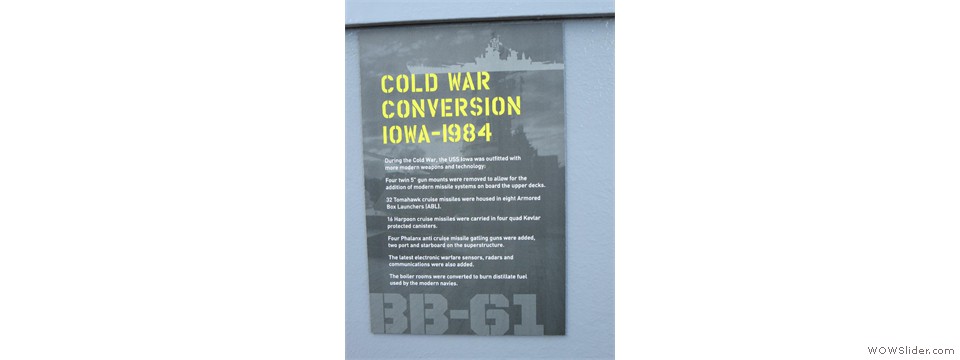 COLD WAR
CONVERSION
IOWA-1984
During the Cold War, the USS Iowa was outfitted with
more modern weapons and technology:
Four twin 5" gun mounts were removed to allow for the
addition of modern missile systems on board the upper decks.
32 Tomahawk cruise missiles were housed in eight Armored
Box Launchers (ABL).
16 Harpoon cruise missiles were carried in four quad Kevlar
protected canisters.
Four Phalanx anti cruise missile gatling guns were added,
two port and starboard on the superstructure.
The latest electronic warfare sensors, radars and
communications were also added.
The boiler rooms were converted to burn distillate fuel
used by the modern navies.
BB-61
WOWSlider.com